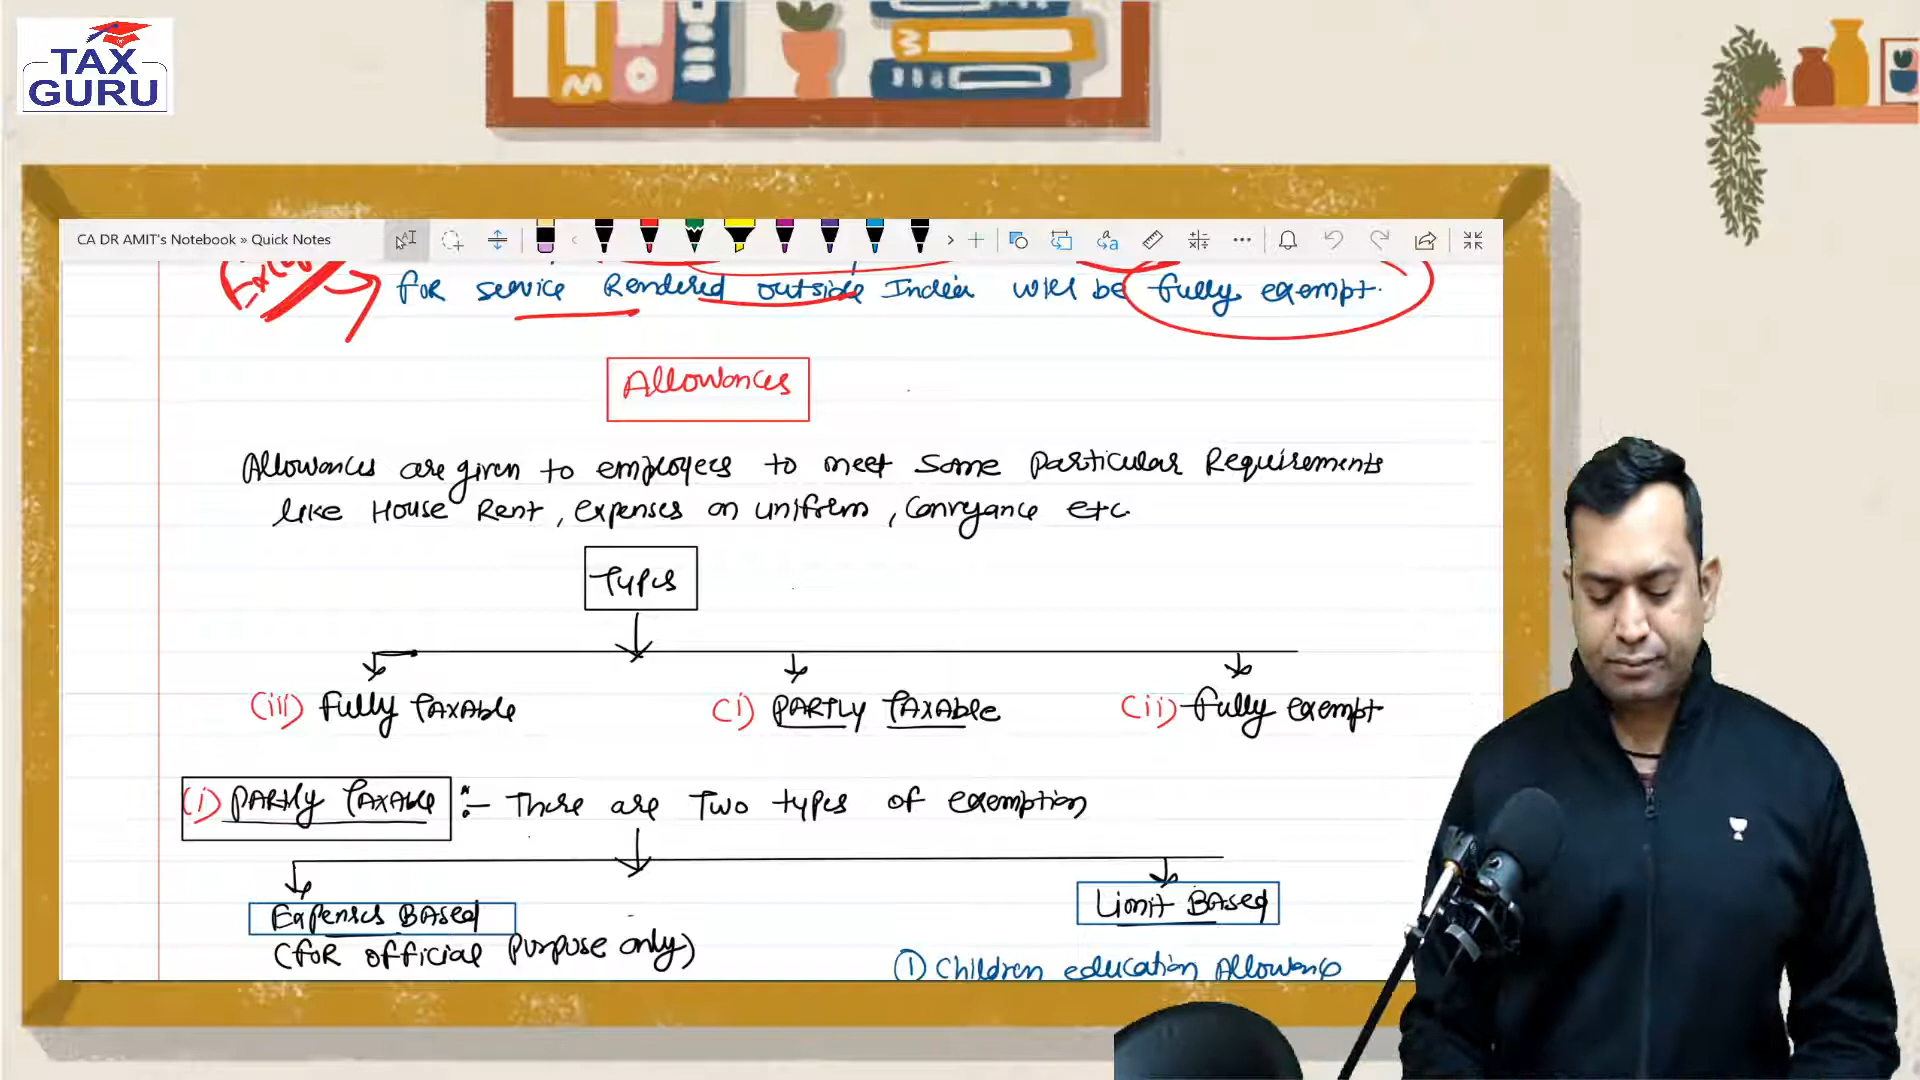 TAX
GURU
CA DR AMIT's Notebook » Quick Notes
for service Rendered outside India will be fully exempt.
Allowances
Allowances are given to employees to meet some particular Requirements
like House Rent, expenses on uniform, conveyance etc.
Types
(iii) fully TAXABle (i) PARTLY TAXABle (ii) fully exempt
(i) PARTly TAXABle :- There are Two types of exemption
Expenses BASed Limit BASed
(for official purpose only)
① Children education Allowance